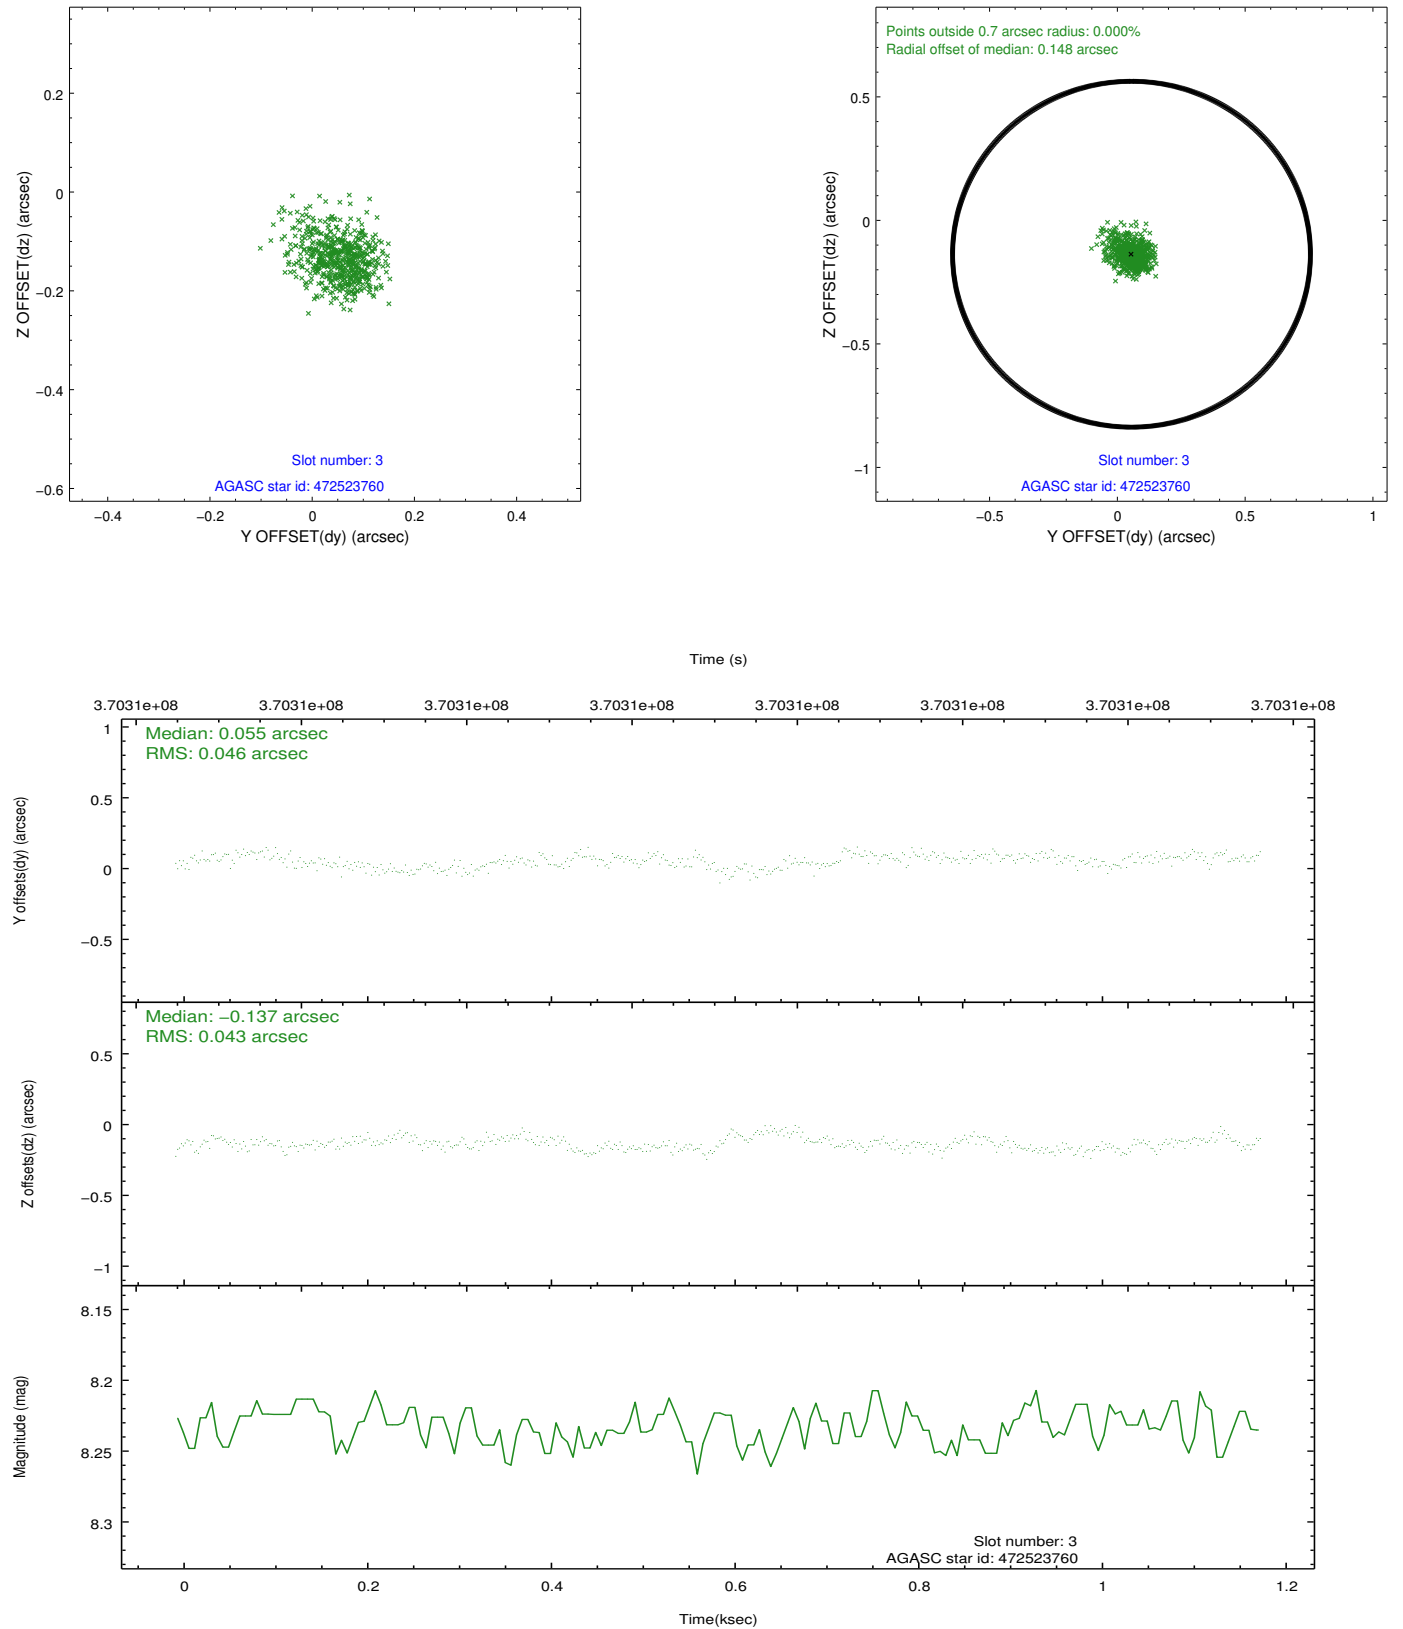 0.2
0
−0.2
−0.4
−0.6
Z OFFSET(dz) (arcsec)
Slot number: 3
AGASC star id: 472523760
−0.4 −0.2 0 0.2 0.4
Y OFFSET(dy) (arcsec)
Points outside 0.7 arcsec radius: 0.000%
Radial offset of median: 0.148 arcsec
0.5
0
−0.5
−1
Z OFFSET(dz) (arcsec)
Slot number: 3
AGASC star id: 472523760
−0.5 0 0.5 1
Y OFFSET(dy) (arcsec)
Time (s)
3.7031e+08 3.7031e+08 3.7031e+08 3.7031e+08 3.7031e+08 3.7031e+08 3.7031e+08 3.7031e+08
Median: 0.055 arcsec
RMS: 0.046 arcsec
1
0.5
0
−0.5
Y offsets(dy) (arcsec)
Median: −0.137 arcsec
RMS: 0.043 arcsec
0.5
0
−0.5
−1
Z offsets(dz) (arcsec)
8.15
8.2
8.25
8.3
Magnitude (mag)
Slot number: 3
AGASC star id: 472523760
0 0.2 0.4 0.6 0.8 1 1.2
Time(ksec)